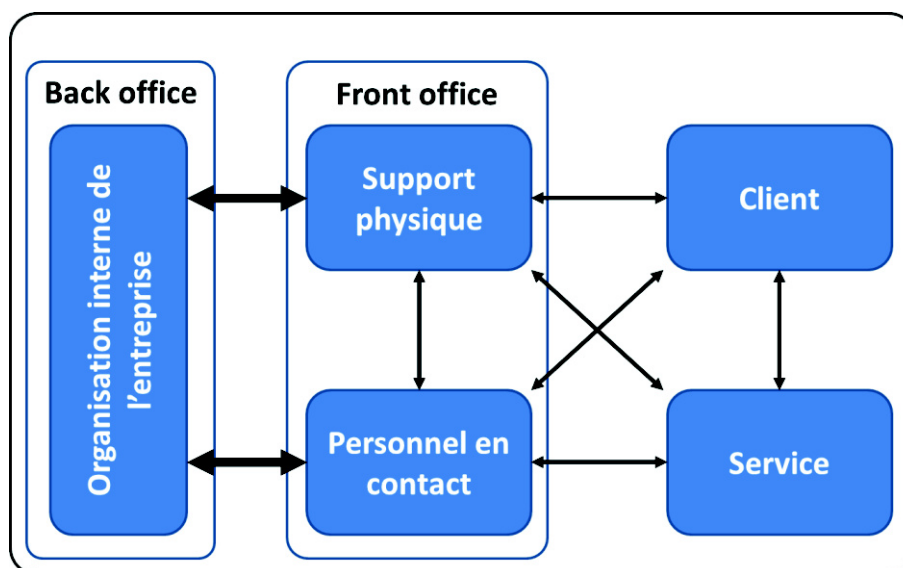 Back office
Organisation interne de
l'entreprise
Front office
Support
physique
Personnel en
contact
Client
Service